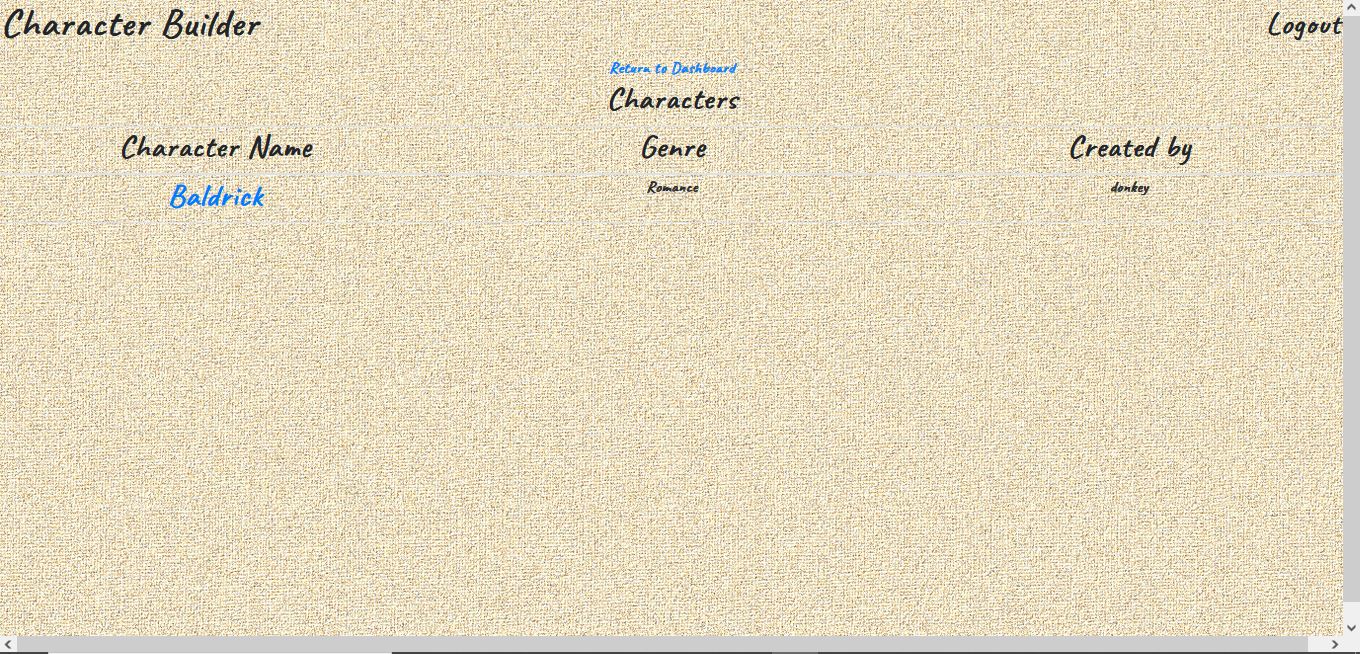 Character Builder Logout
Return to Dashboard
Characters
Character Name Genre Created by
Baldrick Romance donkey